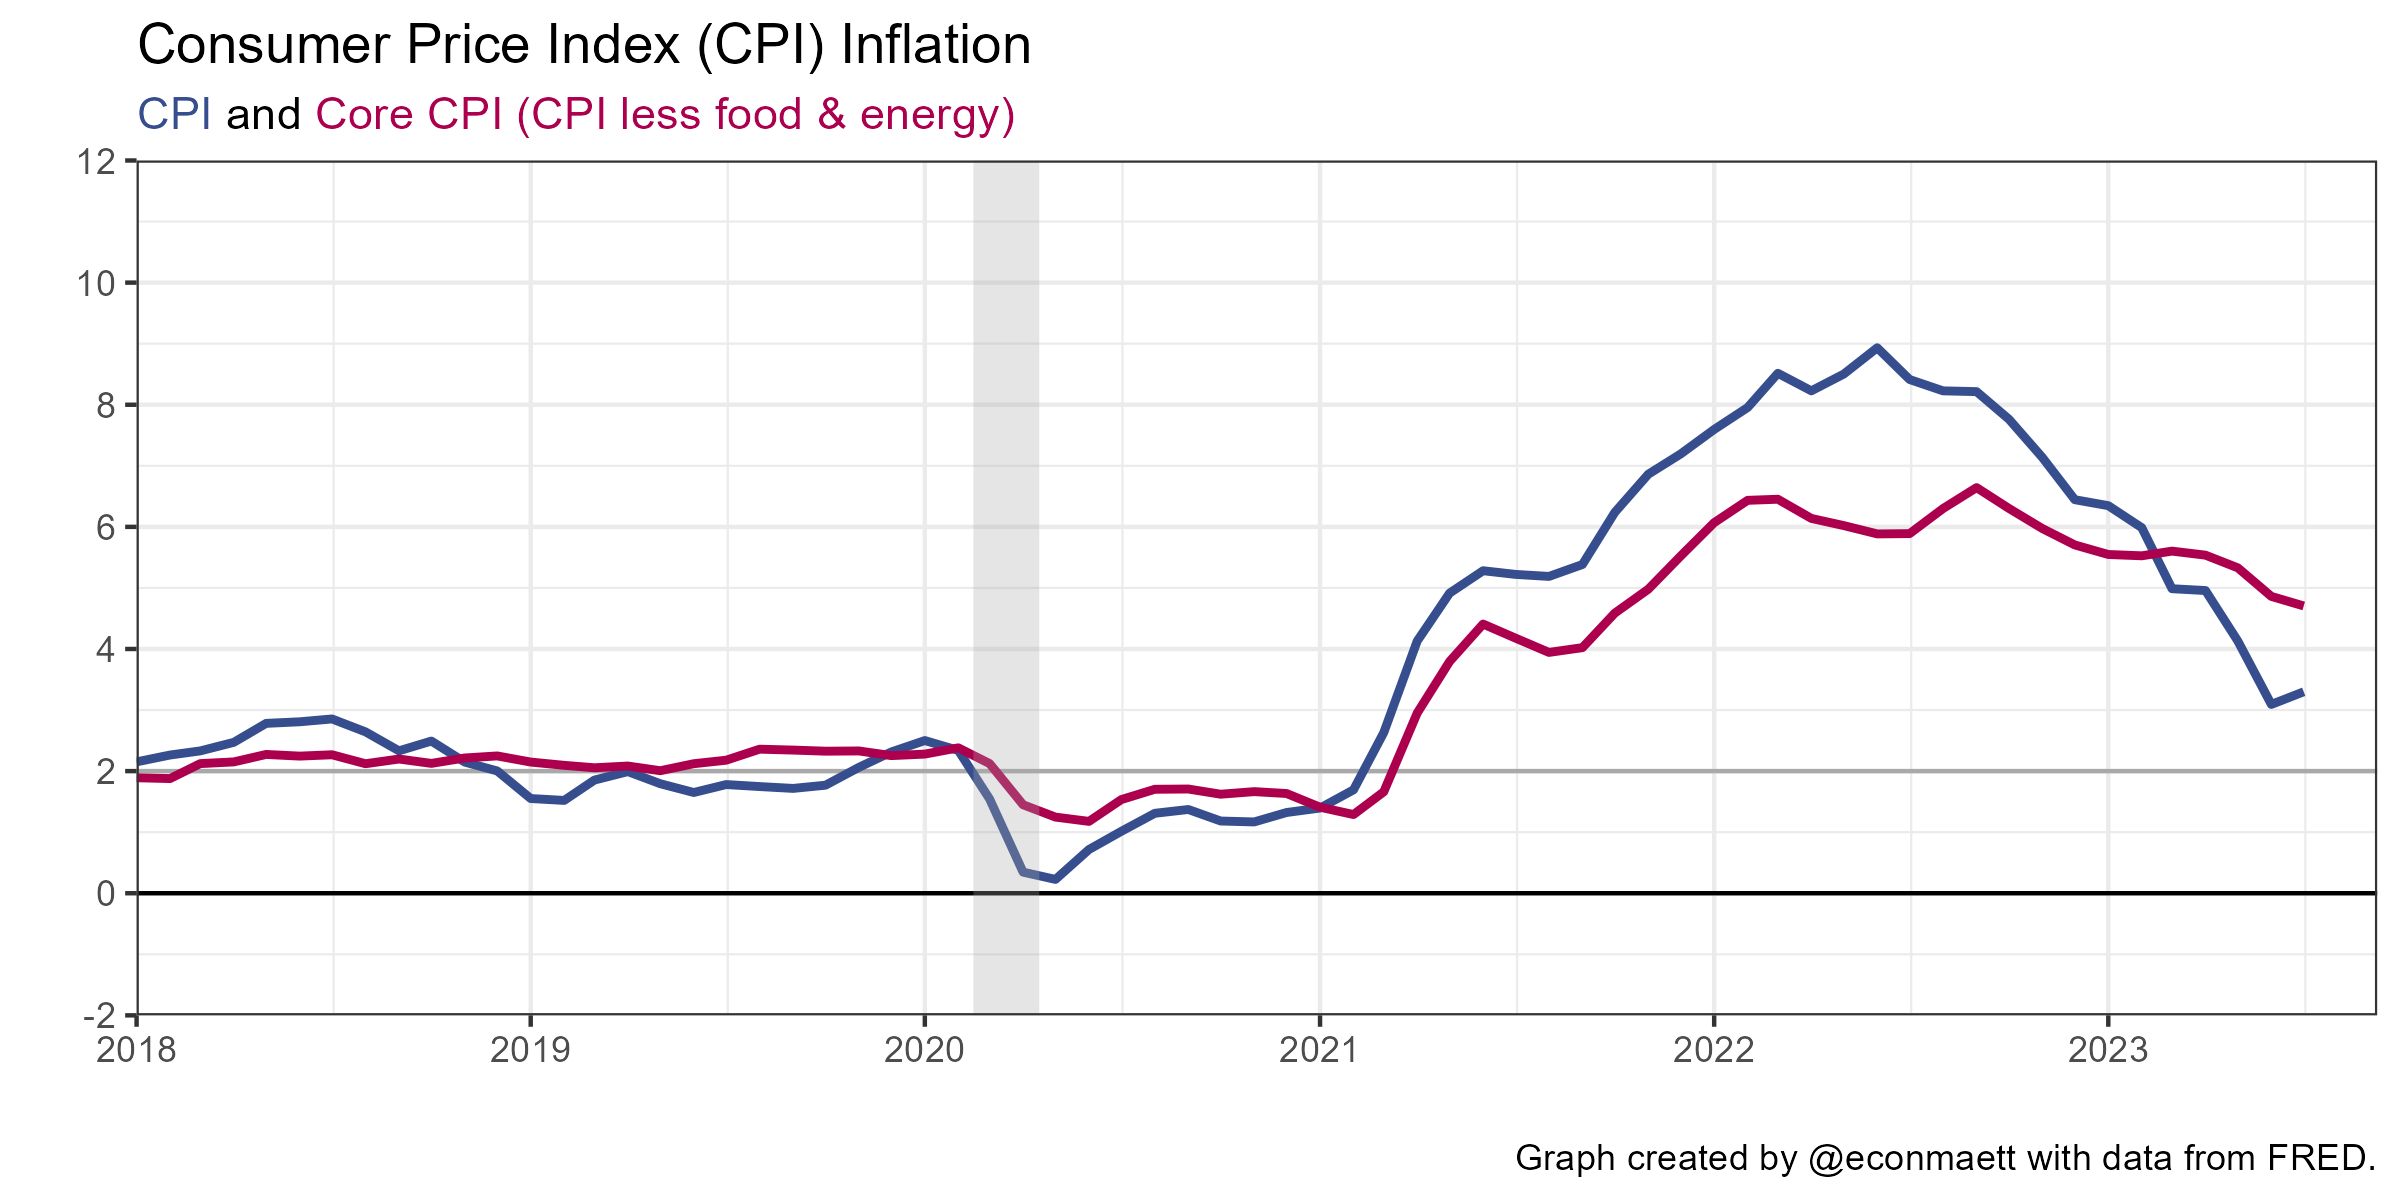 Consumer Price Index (CPI) Inflation
CPI and Core CPI (CPI less food & energy)
12
10
8
6
4
2
0
-2
2018 2019 2020 2021 2022 2023
Graph created by @econmaett with data from FRED.